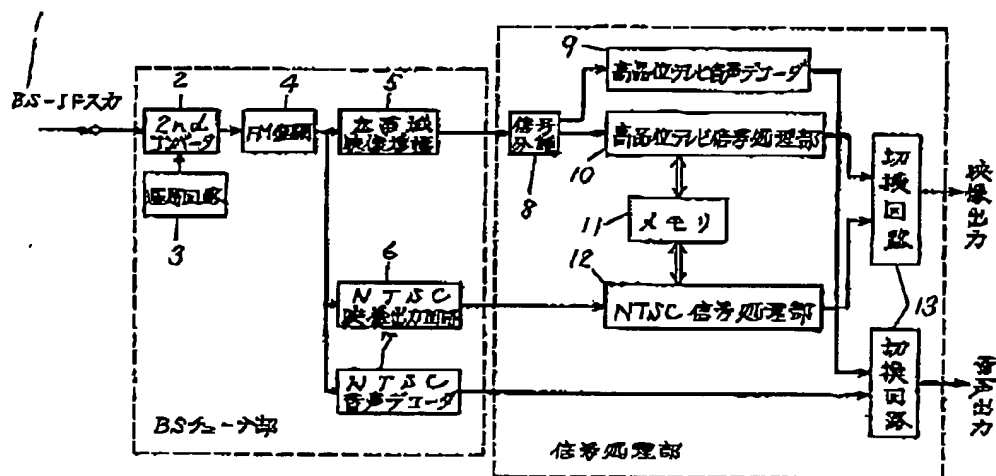 1
BS-IF入力
2
2nd
コンバータ
選局回路
3
4
FM復調
5
広帯域
映像増幅
6
NTSC
映像出力回路
7
NTSC
音声デコーダ
BSチューナ部
信号
分離
8
9
高品位テレビ音声デコーダ
高品位テレビ信号処理部
10
11
メモリ
12
NTSC信号処理部
切換回路
13
切換回路
映像出力
音声出力
信号処理部